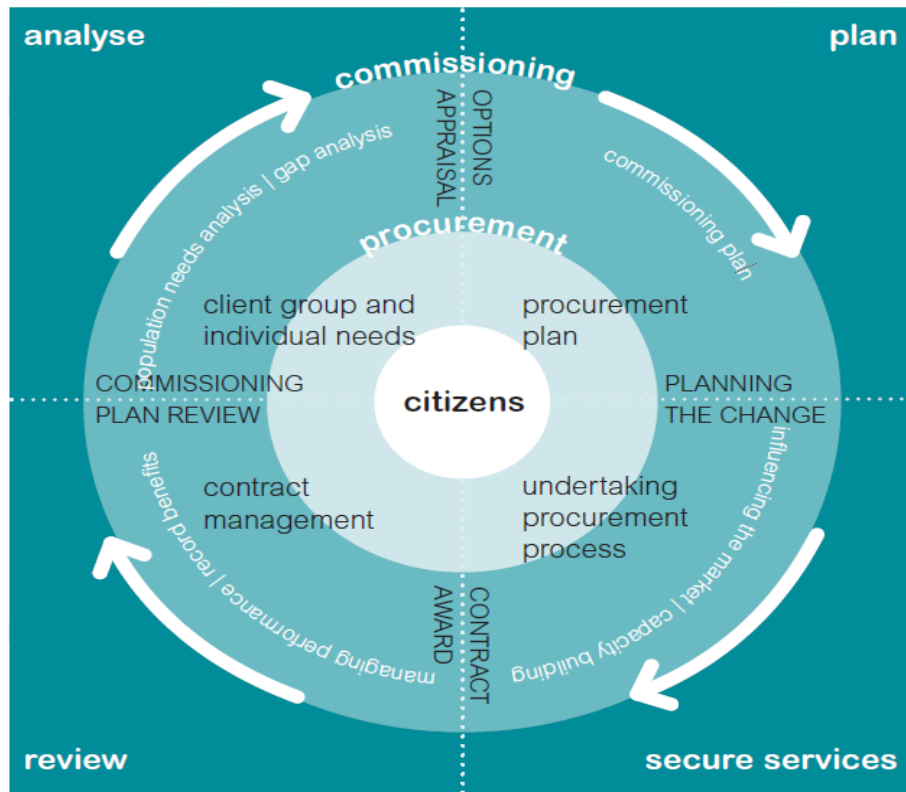 analyse
plan
commissioning
OPTIONS
APPRAISAL
population needs analysis | gap analysis
commissioning plan
procurement
client group and
individual needs
procurement
plan
COMMISSIONING
PLAN REVIEW
citizens
PLANNING
THE CHANGE
contract
management
undertaking
procurement
process
managing performance | record benefits
influencing the market | capacity building
CONTRACT
AWARD
review
secure services